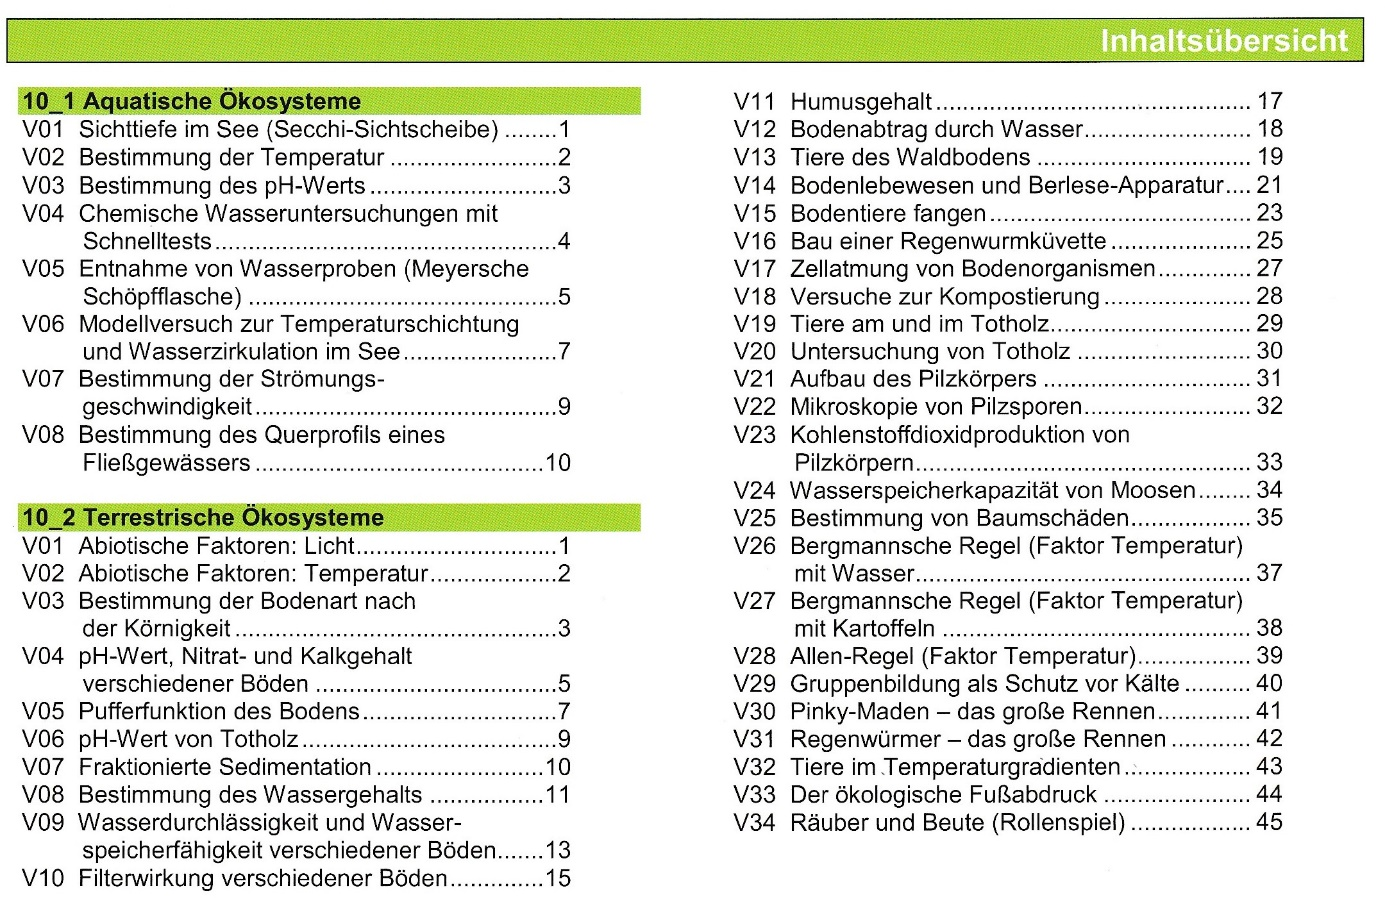 Inhaltsübersicht
10_1 Aquatische Ökosysteme
V01 Sichttiefe im See (Secchi-Sichtscheibe) ........1
V02 Bestimmung der Temperatur .........................2
V03 Bestimmung des pH-Werts ............................3
V04 Chemische Wasseruntersuchungen mit
Schnelltests...................................................4
V05 Entnahme von Wasserproben (Meyersche
Schöpfflasche) ..............................................5
V06 Modellversuch zur Temperaturschichtung
und Wasserzirkulation im See.......................7
V07 Bestimmung der Strömungs-
geschwindigkeit.............................................9
V08 Bestimmung des Querprofils eines
Fließgewässers ...........................................10
10_2 Terrestrische Ökosysteme
V01 Abiotische Faktoren: Licht..............................1
V02 Abiotische Faktoren: Temperatur...................2
V03 Bestimmung der Bodenart nach
der Körnigkeit ................................................3
V04 pH-Wert, Nitrat- und Kalkgehalt
verschiedener Böden ....................................5
V05 Pufferfunktion des Bodens.............................7
V06 pH-Wert von Totholz......................................9
V07 Fraktionierte Sedimentation .........................10
V08 Bestimmung des Wassergehalts .................11
V09 Wasserdurchlässigkeit und Wasser-
speicherfähigkeit verschiedener Böden.......13
V10 Filterwirkung verschiedener Böden..............15
V11 Humusgehalt............................................... 17
V12 Bodenabtrag durch Wasser......................... 18
V13 Tiere des Waldbodens ................................ 19
V14 Bodenlebewesen und Berlese-Apparatur.... 21
V15 Bodentiere fangen....................................... 23
V16 Bau einer Regenwurmküvette ..................... 25
V17 Zellatmung von Bodenorganismen.............. 27
V18 Versuche zur Kompostierung ...................... 28
V19 Tiere am und im Totholz.............................. 29
V20 Untersuchung von Totholz .......................... 30
V21 Aufbau des Pilzkörpers ............................... 31
V22 Mikroskopie von Pilzsporen......................... 32
V23 Kohlenstoffdioxidproduktion von
Pilzkörpern.................................................. 33
V24 Wasserspeicherkapazität von Moosen........ 34
V25 Bestimmung von Baumschäden.................. 35
V26 Bergmannsche Regel (Faktor Temperatur)
mit Wasser.................................................. 37
V27 Bergmannsche Regel (Faktor Temperatur)
mit Kartoffeln .............................................. 38
V28 Allen-Regel (Faktor Temperatur)................. 39
V29 Gruppenbildung als Schutz vor Kälte .......... 40
V30 Pinky-Maden – das große Rennen.............. 41
V31 Regenwürmer – das große Rennen ............ 42
V32 Tiere im Temperaturgradienten................... 43
V33 Der ökologische Fußabdruck ...................... 44
V34 Räuber und Beute (Rollenspiel) .................. 45